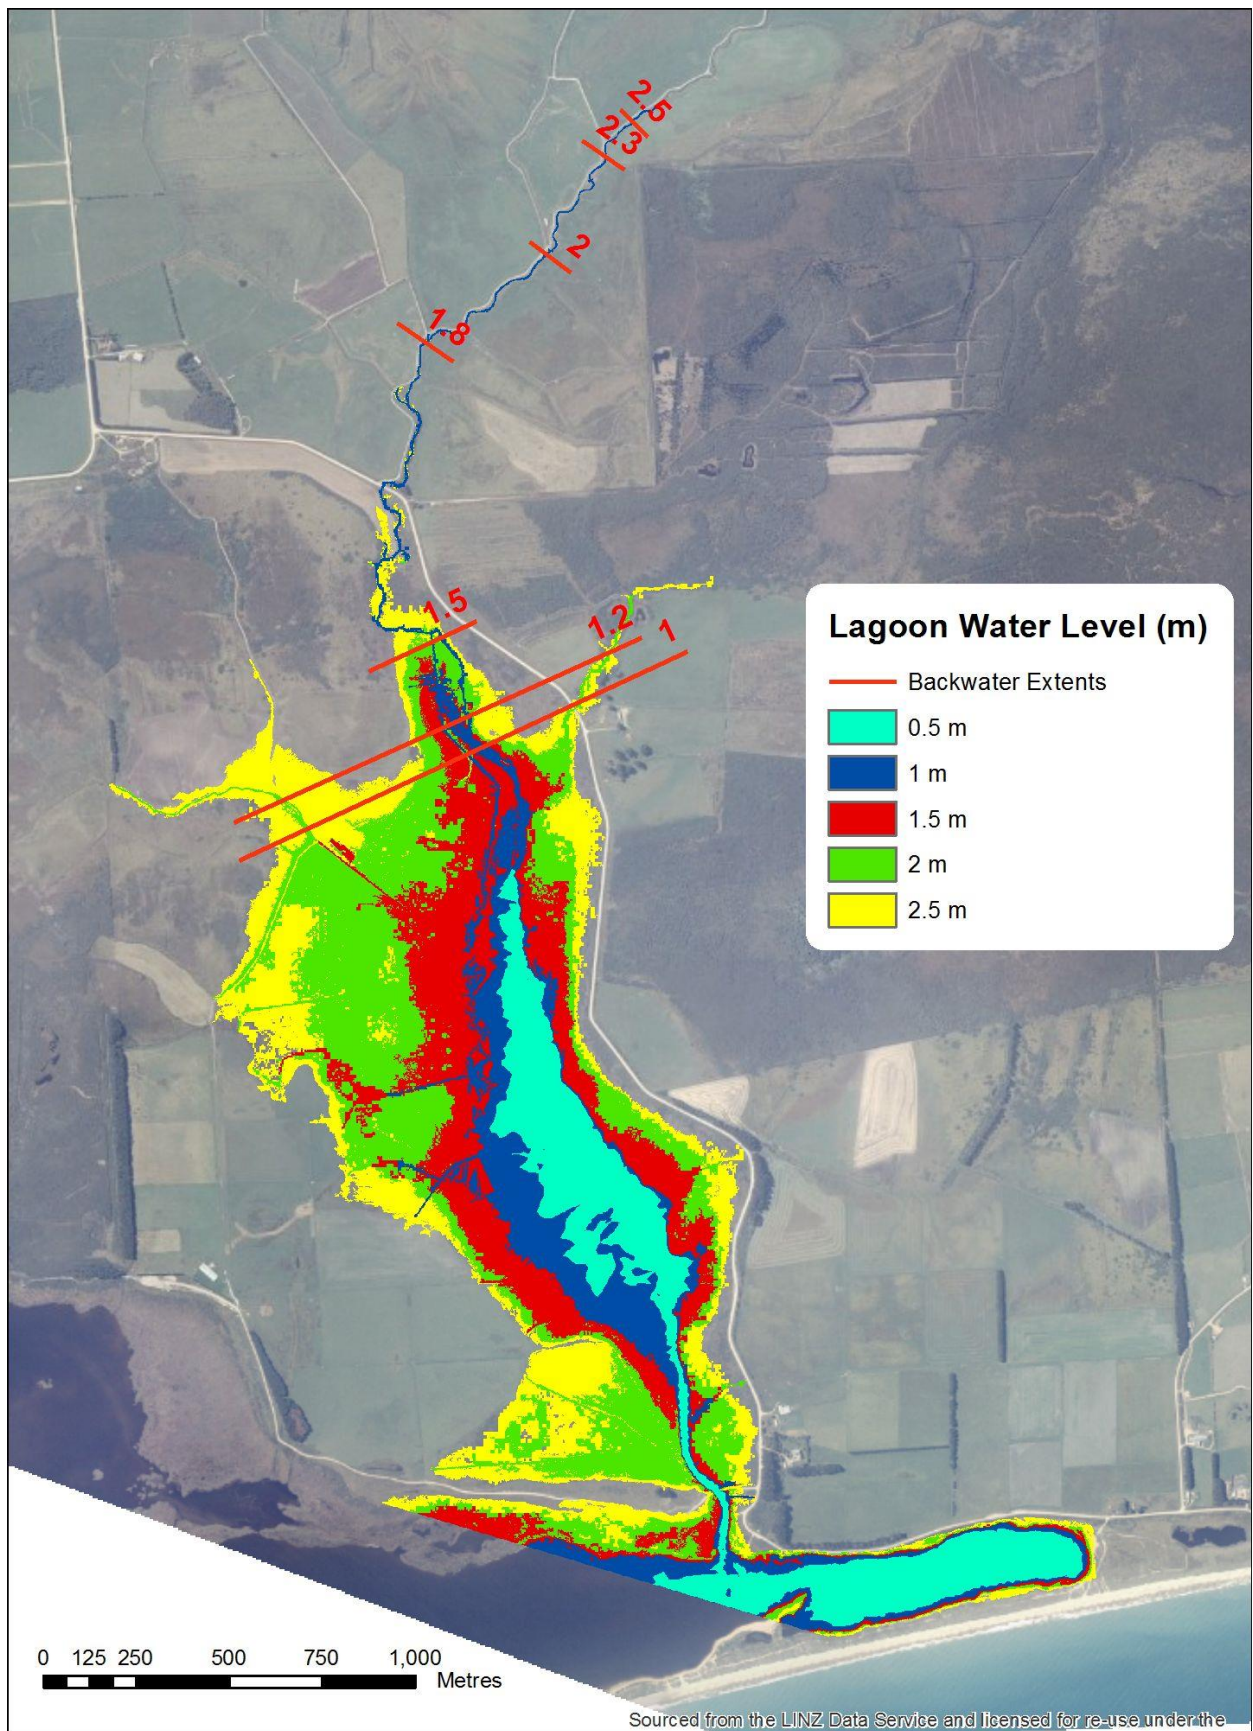 2.5
2.3
2
1.8
1.5
1.2
1
Lagoon Water Level (m)
Backwater Extents
0.5 m
1 m
1.5 m
2 m
2.5 m
0 125 250 500 750 1,000
Metres
Sourced from the LINZ Data Service and licensed for re-use under the